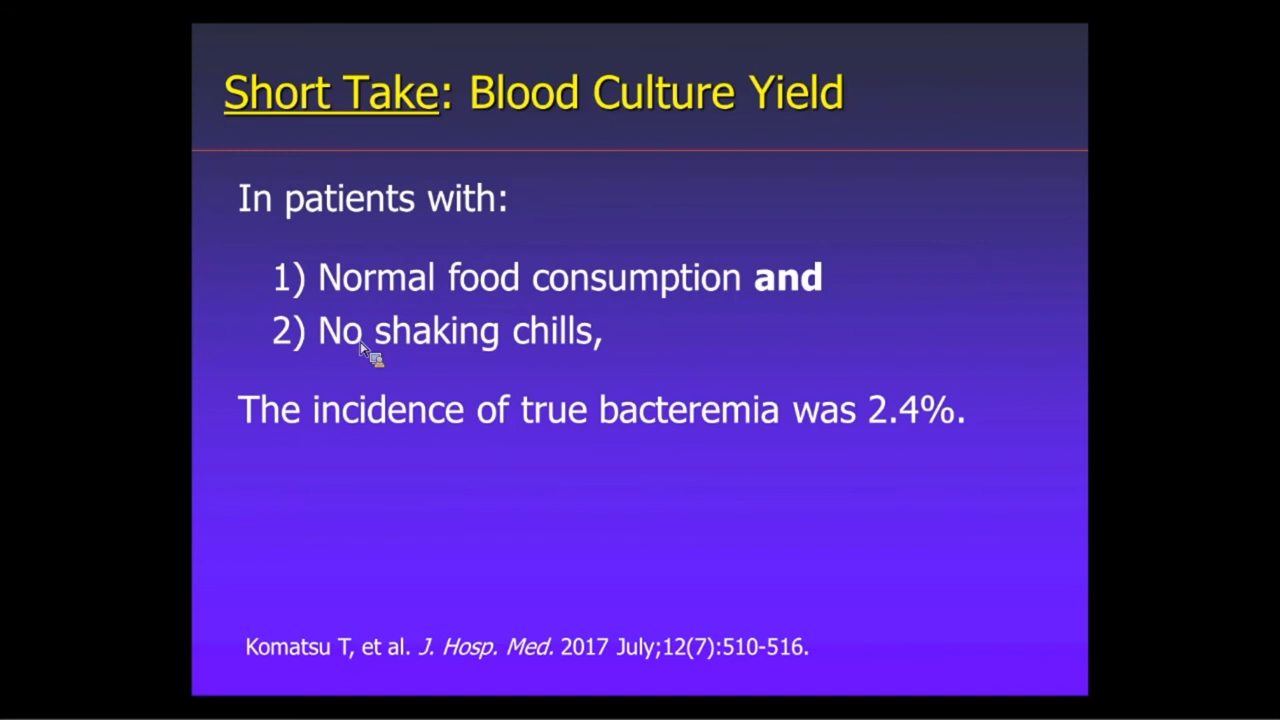 Short Take: Blood Culture Yield
In patients with:
1) Normal food consumption and
2) No shaking chills,
The incidence of true bacteremia was 2.4%.
Komatsu T, et al. J. Hosp. Med. 2017 July;12(7):510-516.